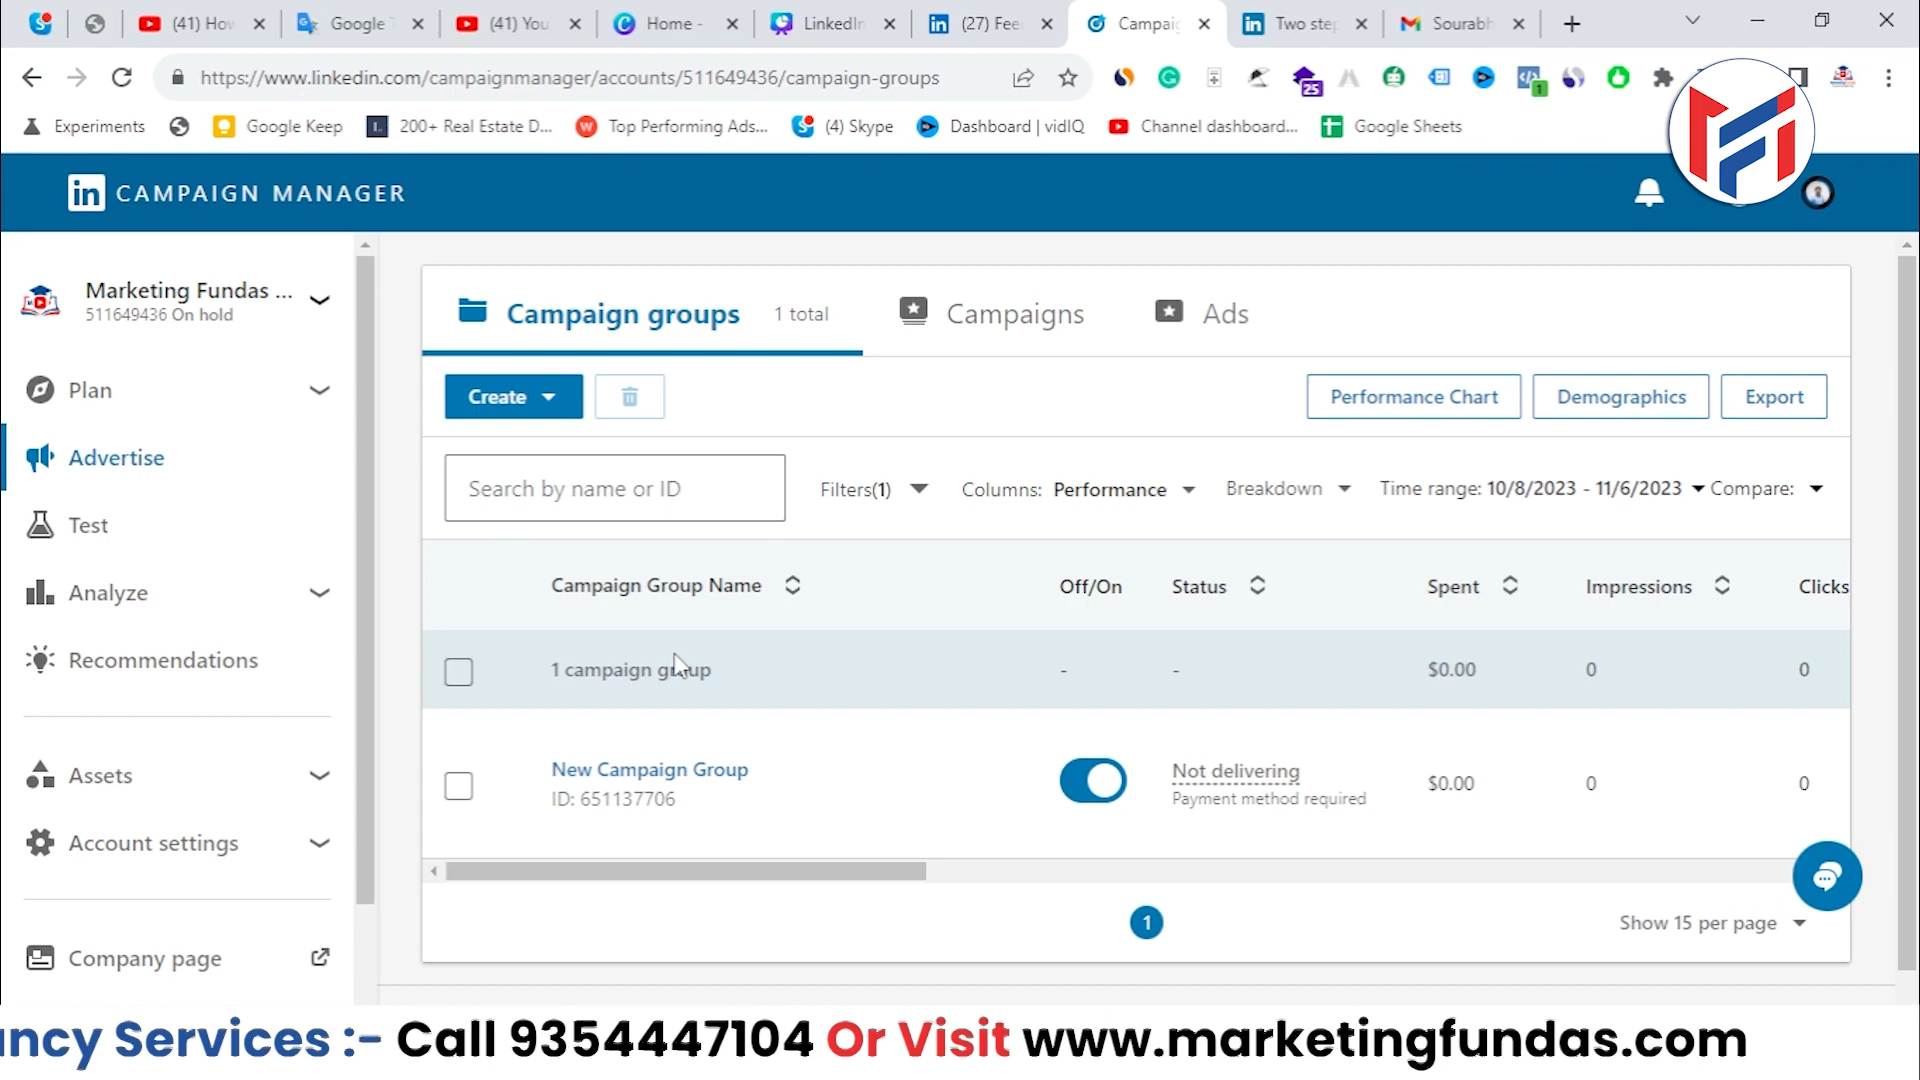 (41) How
Google T
(41) You
Home -
LinkedIn
(27) Fee
Campaig
Two step
Sourabh
https://www.linkedin.com/campaignmanager/accounts/511649436/campaign-groups
25
1
Experiments
Google Keep
200+ Real Estate D...
Top Performing Ads...
(4) Skype
Dashboard | vidIQ
Channel dashboard...
Google Sheets
in CAMPAIGN MANAGER
Marketing Fundas ...
511649436 On hold
Plan
Advertise
Test
Analyze
Recommendations
Assets
Account settings
Company page
Campaign groups 1 total
Campaigns
Ads
Create
Performance Chart
Demographics
Export
Search by name or ID
Filters(1)
Columns: Performance
Breakdown
Time range: 10/8/2023 - 11/6/2023
Compare:
Campaign Group Name Off/On Status Spent Impressions Clicks
1 campaign group - - $0.00 0 0
New Campaign Group Not delivering $0.00 0 0
ID: 651137706 Payment method required
1
Show 15 per page
ancy Services :- Call 9354447104 Or Visit www.marketingfundas.com